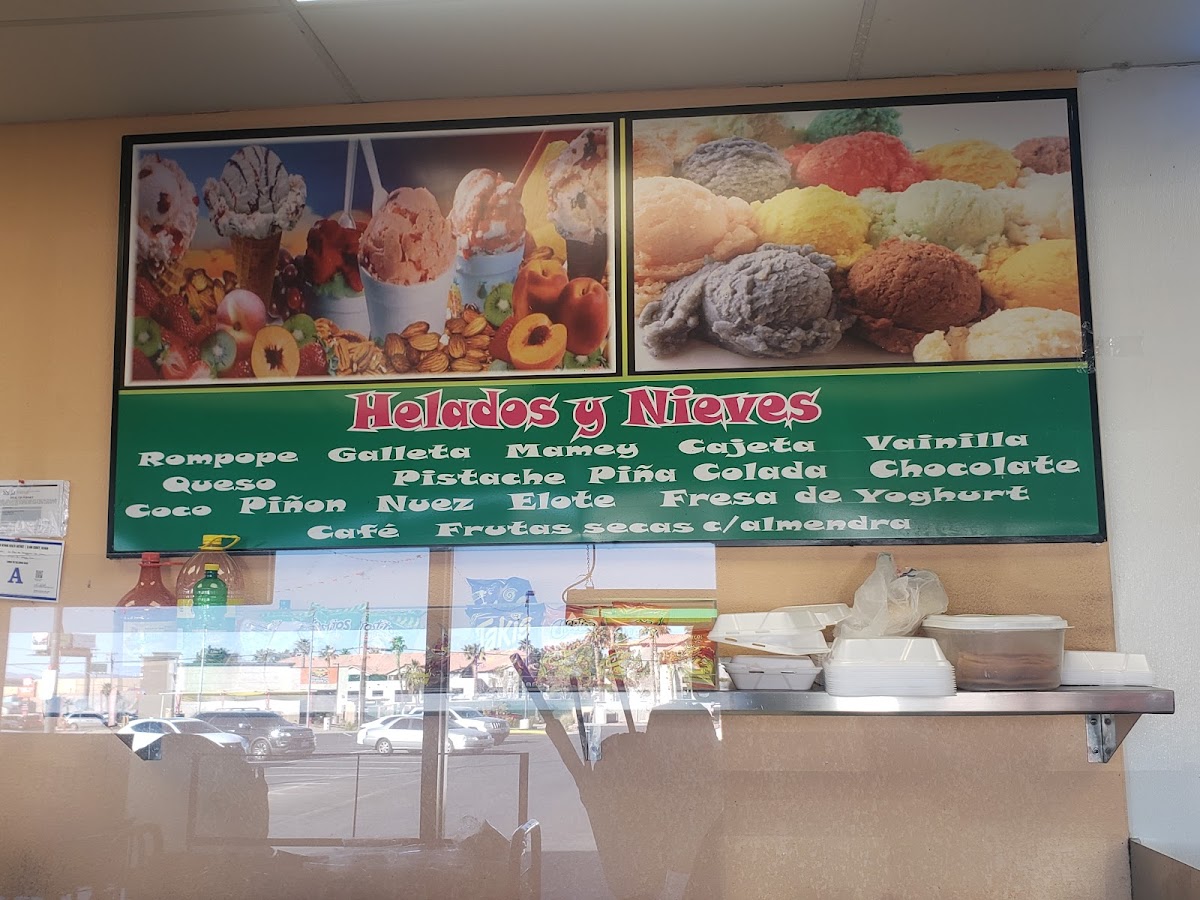 Helados y Nieves
Rompope Galleta Mamey Cajeta Vainilla
Queso Pistache Piña Colada Chocolate
Coco Piñon Nuez Elote Fresa de Yoghurt
Café Frutas secas c/almendra
A
Takis